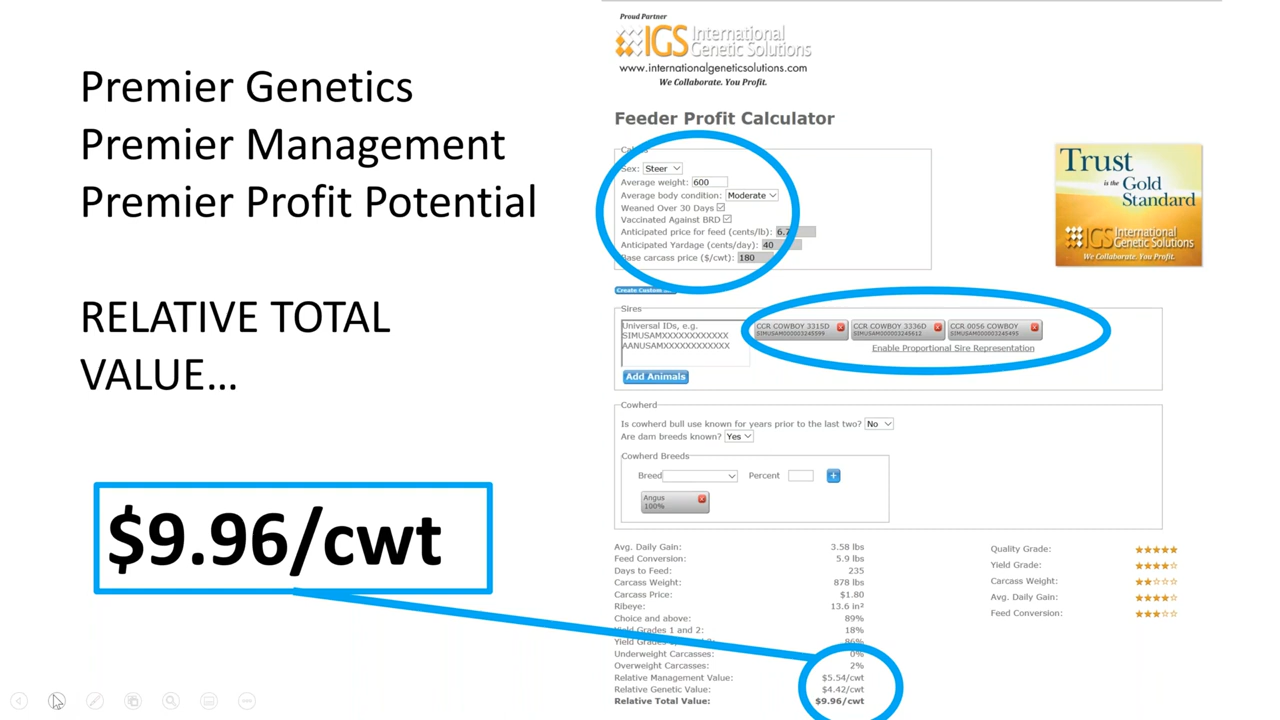 Premier Genetics
Premier Management
Premier Profit Potential
RELATIVE TOTAL
VALUE...
$9.96/cwt
Proud Partner
IGS International
Genetic Solutions
www.internationalgeneticsolutions.com
We Collaborate. You Profit.
Feeder Profit Calculator
Sex: Steer
Average weight: 600
Average body condition: Moderate
Weaned Over 30 Days
Vaccinated Against BRD
Anticipated price for feed (cents/lb): 6.7
Anticipated Yardage (cents/day): 40
Base carcass price ($/cwt): 180
Create Custom
Trust
is the Gold
Standard
IGS International
Genetic Solutions
We Collaborate. You Profit.
Sires
Universal IDs, e.g.
SIMUSAMXXXXXXXXXXXX
AANUSAMXXXXXXXXXXXX
CCR COWBOY 3315D CCR COWBOY 3336D CCR 0056 COWBOY
SIMUSAM000003245599 SIMUSAM000003245612 SIMUSAM000003245495
Enable Proportional Sire Representation
Add Animals
Cowherd
Is cowherd bull use known for years prior to the last two? No
Are dam breeds known? Yes
Cowherd Breeds
Breed Percent
Angus
100%
Avg. Daily Gain: 3.58 lbs
Feed Conversion: 5.9 lbs
Days to Feed: 235
Carcass Weight: 878 lbs
Carcass Price: $1.80
Ribeye: 13.6 in²
Choice and above: 89%
Yield Grades 1 and 2: 18%
Yield Grades 86%
Underweight Carcasses: 0%
Overweight Carcasses: 2%
Relative Management Value: $5.54/cwt
Relative Genetic Value: $4.42/cwt
Relative Total Value: $9.96/cwt
Quality Grade:
Yield Grade:
Carcass Weight:
Avg. Daily Gain:
Feed Conversion: